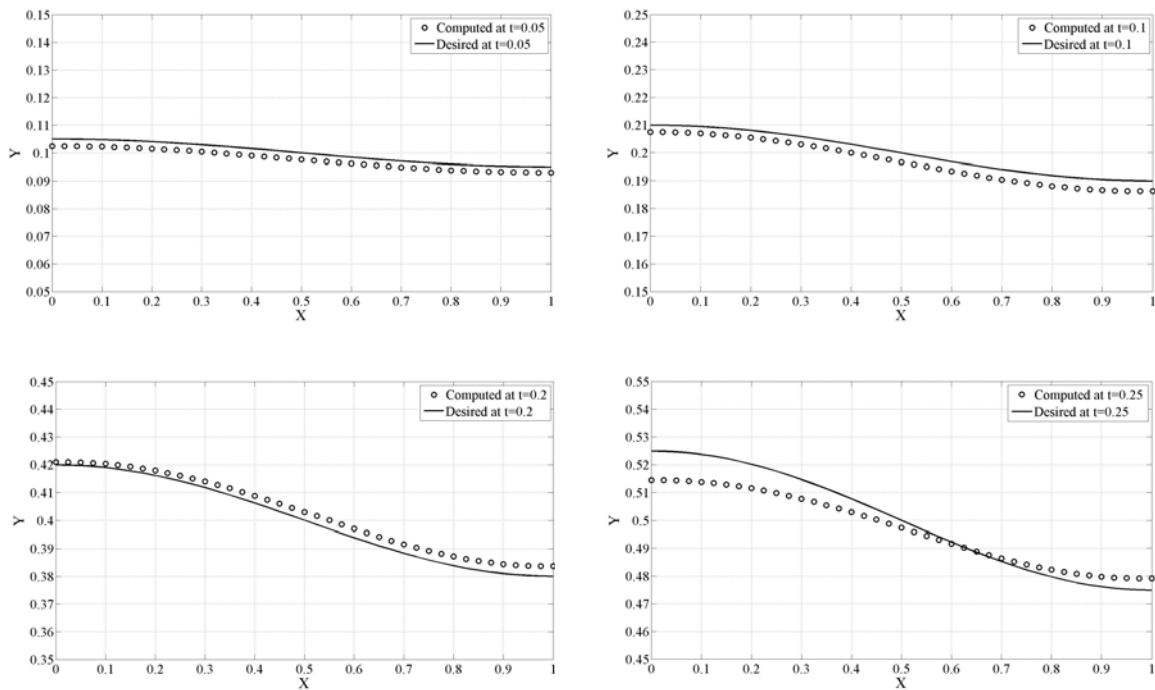 0.15
0.14
0.13
0.12
0.11
0.1
0.09
0.08
0.07
0.06
0.05
Y
0 0.1 0.2 0.3 0.4 0.5 0.6 0.7 0.8 0.9 1
X
Computed at t=0.05
Desired at t=0.05
0.25
0.24
0.23
0.22
0.21
0.2
0.19
0.18
0.17
0.16
0.15
Y
0 0.1 0.2 0.3 0.4 0.5 0.6 0.7 0.8 0.9 1
X
Computed at t=0.1
Desired at t=0.1
0.45
0.44
0.43
0.42
0.41
0.4
0.39
0.38
0.37
0.36
0.35
Y
0 0.1 0.2 0.3 0.4 0.5 0.6 0.7 0.8 0.9 1
X
Computed at t=0.2
Desired at t=0.2
0.55
0.54
0.53
0.52
0.51
0.5
0.49
0.48
0.47
0.46
0.45
Y
0 0.1 0.2 0.3 0.4 0.5 0.6 0.7 0.8 0.9 1
X
Computed at t=0.25
Desired at t=0.25